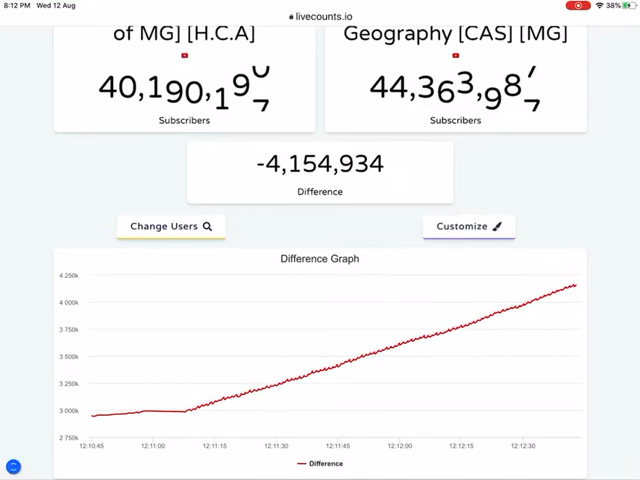 8:12 PM Wed 12 Aug
38%
livecounts.io
of MG] [H.C.A]
Geography [CAS] [MG]
Subscribers
Subscribers
-4,154,934
Difference
Change Users
Customize
Difference Graph
4 250k
4 000k
3 750k
3 500k
3 250k
3 000k
2 750k
12:10:45 12:11:00 12:11:15 12:11:30 12:11:45 12:12:00 12:12:15 12:12:30
Difference